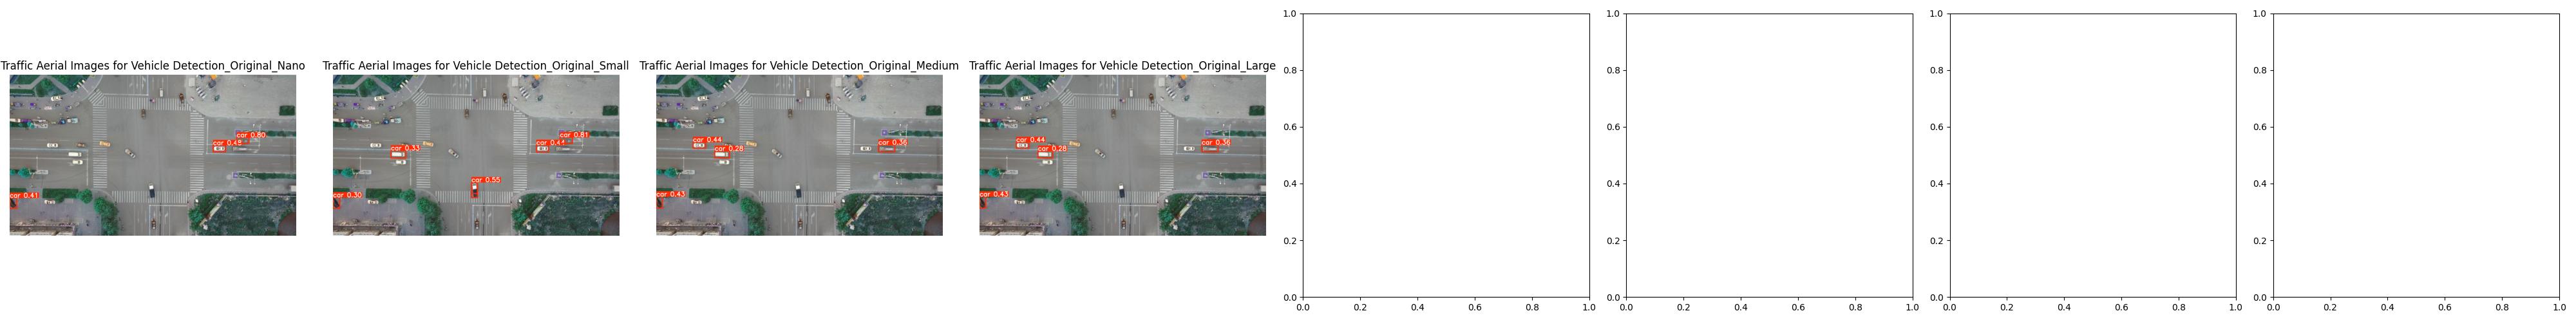 Traffic Aerial Images for Vehicle Detection_Original_Nano
car 0.80
car 0.41
Traffic Aerial Images for Vehicle Detection_Original_Small
car 0.81
car 0.33
car 0.55
car 0.30
Traffic Aerial Images for Vehicle Detection_Original_Medium
car 0.44
car 0.28
car 0.36
car 0.43
Traffic Aerial Images for Vehicle Detection_Original_Large
car 0.44
car 0.28
car 0.36
car 0.43
1.0
0.8
0.6
0.4
0.2
0.0
0.0 0.2 0.4 0.6 0.8 1.0
1.0
0.8
0.6
0.4
0.2
0.0
0.0 0.2 0.4 0.6 0.8 1.0
1.0
0.8
0.6
0.4
0.2
0.0
0.0 0.2 0.4 0.6 0.8 1.0
1.0
0.8
0.6
0.4
0.2
0.0
0.0 0.2 0.4 0.6 0.8 1.0